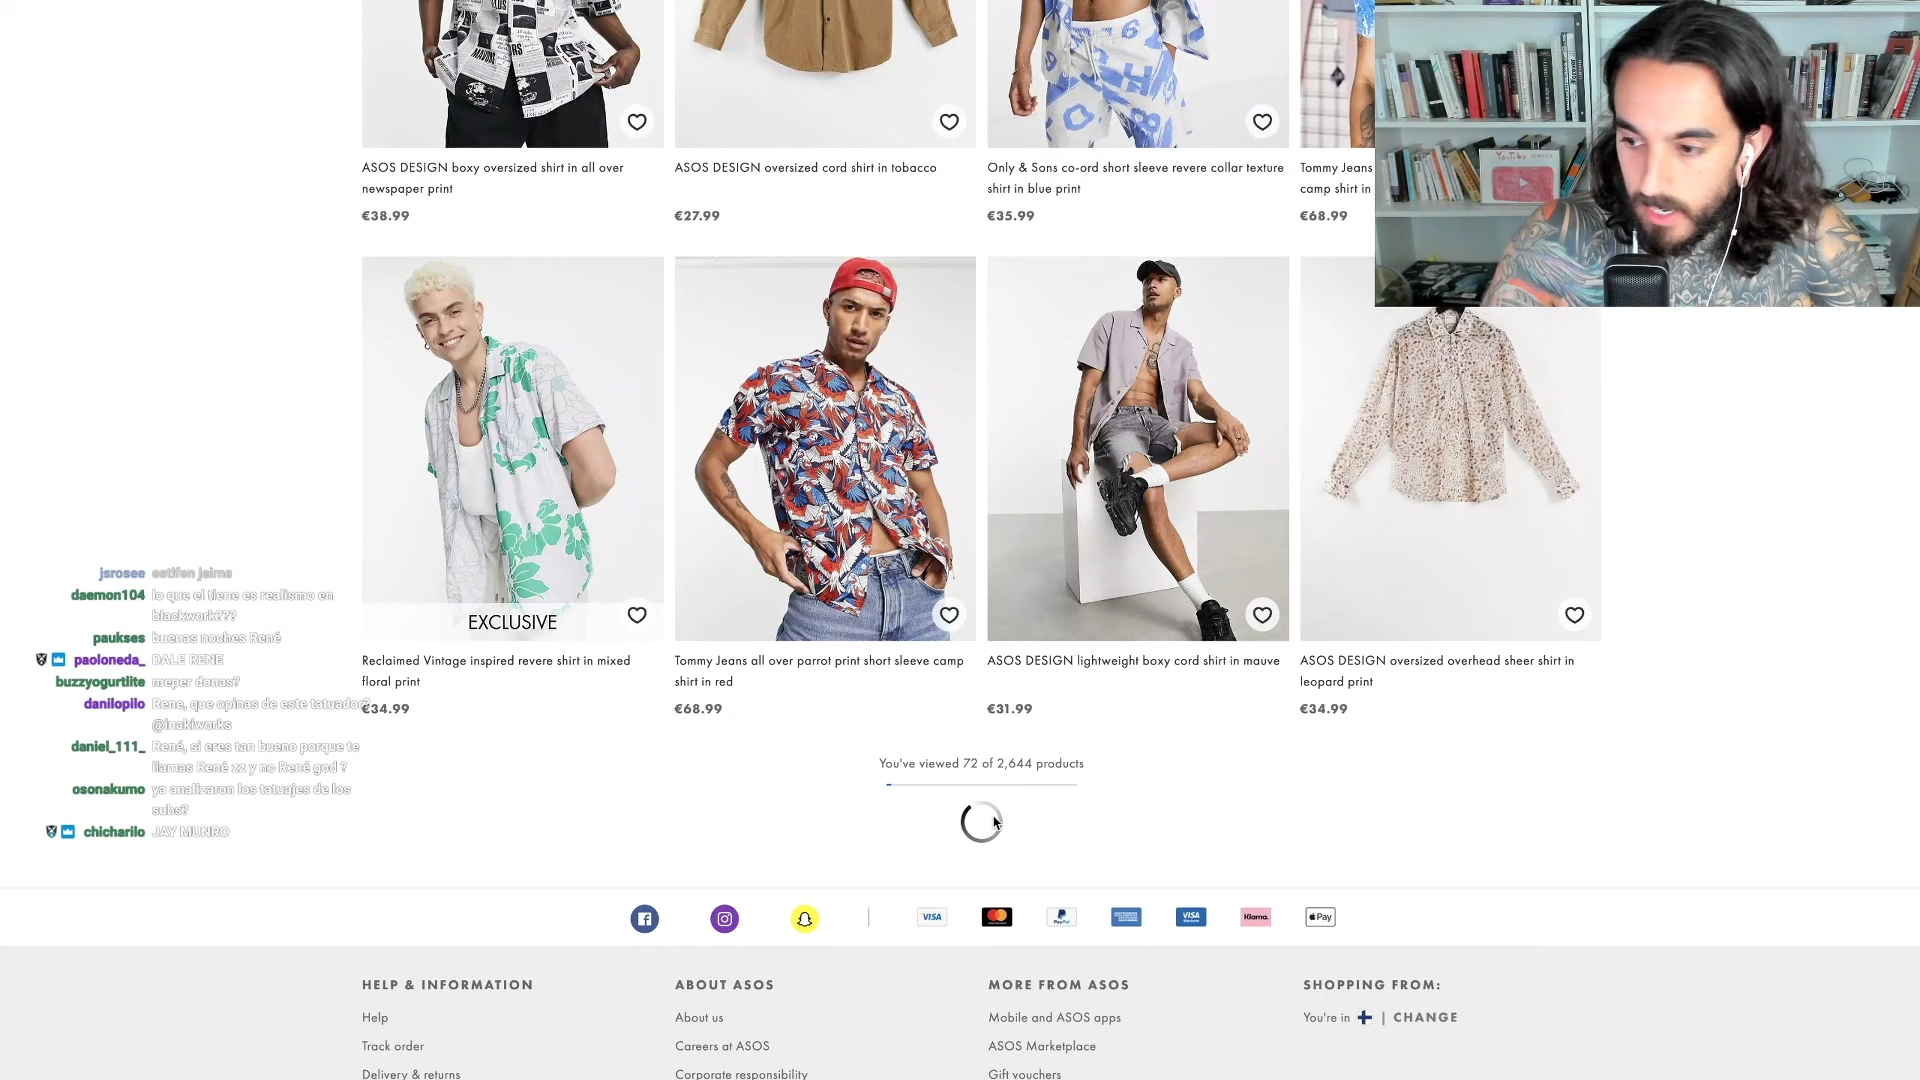 ASOS DESIGN boxy oversized shirt in all over
newspaper print
€38.99
ASOS DESIGN oversized cord shirt in tobacco
€27.99
Only & Sons co-ord short sleeve revere collar texture
shirt in blue print
€35.99
Tommy Jeans
camp shirt in
€68.99
EXCLUSIVE
Reclaimed Vintage inspired revere shirt in mixed
floral print
€34.99
Tommy Jeans all over parrot print short sleeve camp
shirt in red
€68.99
ASOS DESIGN lightweight boxy cord shirt in mauve
€31.99
ASOS DESIGN oversized overhead sheer shirt in
leopard print
€34.99
jsrosee estifen jeims
daemon104 lo que el tiene es realismo en
blackwork???
paukses buenas noches René
paoloneda_ DALE RENE
buzzyogurtlite meper donas?
danilopilo Rene, que opinas de este tatuador?
@inakiworks
daniel_111_ René, si eres tan bueno porque te
llamas René zz y no René god ?
osonakumo ya analizaron los tatuajes de los
subs?
chicharilo JAY MUNRO
You've viewed 72 of 2,644 products
VISA
PayPal
VISA
Klarna.
Pay
HELP & INFORMATION
Help
Track order
Delivery & returns
ABOUT ASOS
About us
Careers at ASOS
Corporate responsibility
MORE FROM ASOS
Mobile and ASOS apps
ASOS Marketplace
Gift vouchers
SHOPPING FROM:
You're in | CHANGE